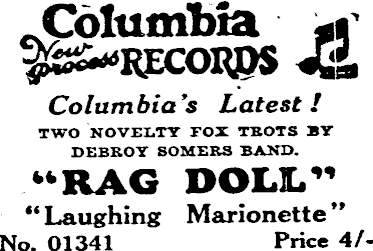 Columbia
New process RECORDS
Columbia's Latest!
TWO NOVELTY FOX TROTS BY
DEBROY SOMERS BAND.
"RAG DOLL"
"Laughing Marionette"
No. 01341 Price 4/-